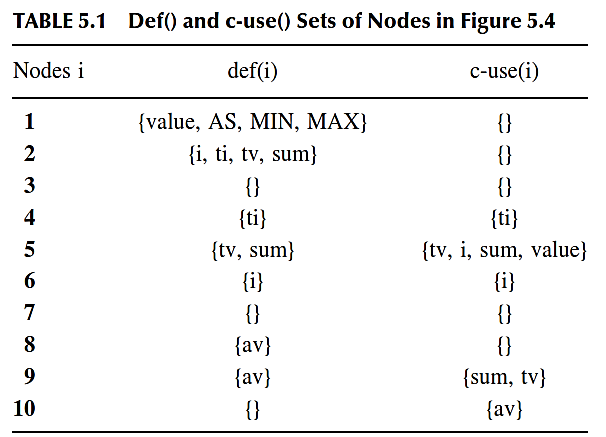 TABLE 5.1 Def() and c-use() Sets of Nodes in Figure 5.4
Nodes i def(i) c-use(i)
1 {value, AS, MIN, MAX} {}
2 {i, ti, tv, sum} {}
3 {} {}
4 {ti} {ti}
5 {tv, sum} {tv, i, sum, value}
6 {i} {i}
7 {} {}
8 {av} {}
9 {av} {sum, tv}
10 {} {av}